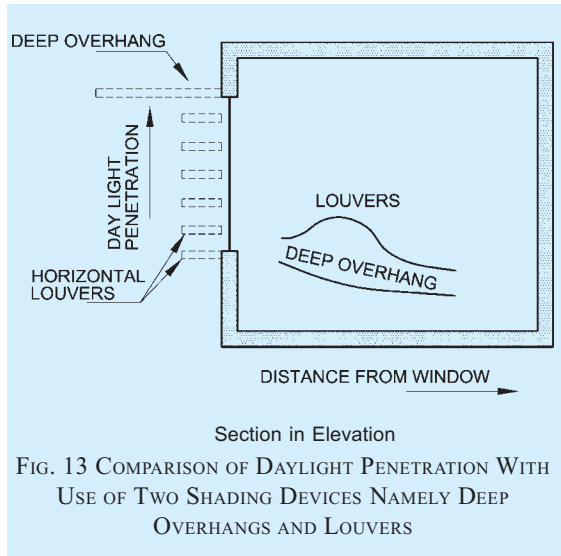 DEEP OVERHANG
DAY LIGHT
PENETRATION
LOUVERS
DEEP OVERHANG
HORIZONTAL
LOUVERS
DISTANCE FROM WINDOW
Section in Elevation
FIG. 13 COMPARISON OF DAYLIGHT PENETRATION WITH
USE OF TWO SHADING DEVICES NAMELY DEEP
OVERHANGS AND LOUVERS